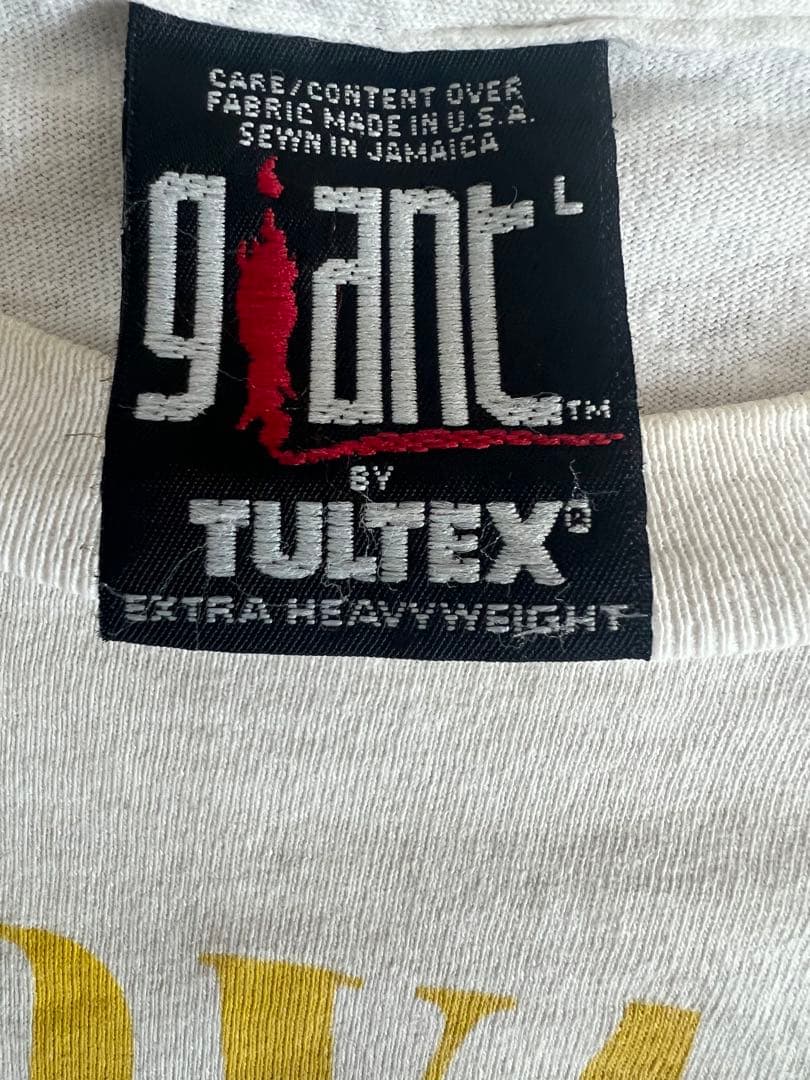 CARE/CONTENT OVER
FABRIC MADE IN U.S.A.
SEWN IN JAMAICA
giant L
TM
BY
TULTEX®
EXTRA HEAVYWEIGHT